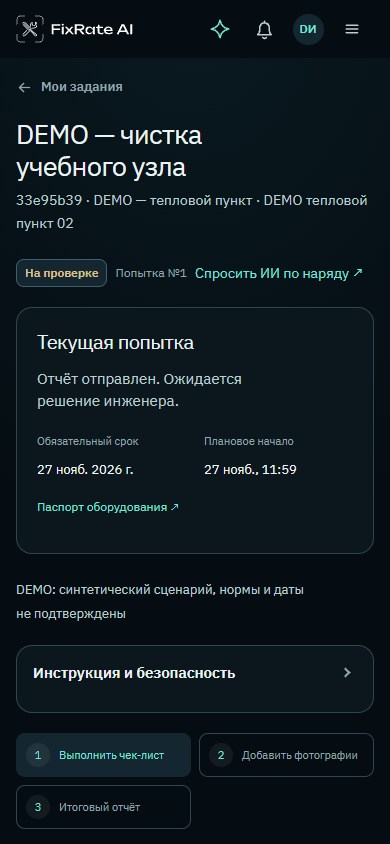 FixRate AI
ДИ
← Мои задания
DEMO — чистка
учебного узла
33e95b39 · DEMO — тепловой пункт · DEMO тепловой
пункт 02
На проверке
Попытка №1
Спросить ИИ по наряду ↗
Текущая попытка
Отчёт отправлен. Ожидается
решение инженера.
Обязательный срок
Плановое начало
27 нояб. 2026 г.
27 нояб., 11:59
Паспорт оборудования ↗
DEMO: синтетический сценарий, нормы и даты
не подтверждены
Инструкция и безопасность
1 Выполнить чек-лист
2 Добавить фотографии
3 Итоговый отчёт